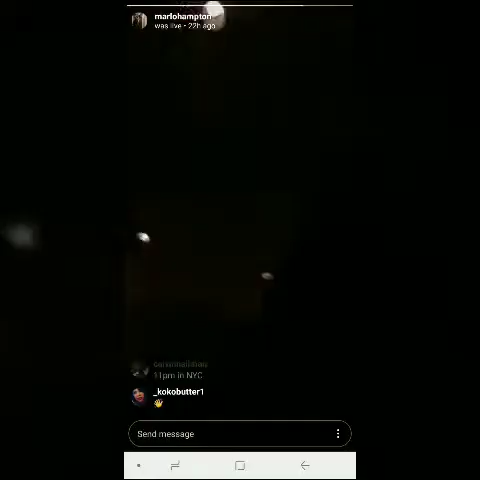 marlohampton
was live • 22h ago
11pm in NYC
_kokobutter1
👋
Send message